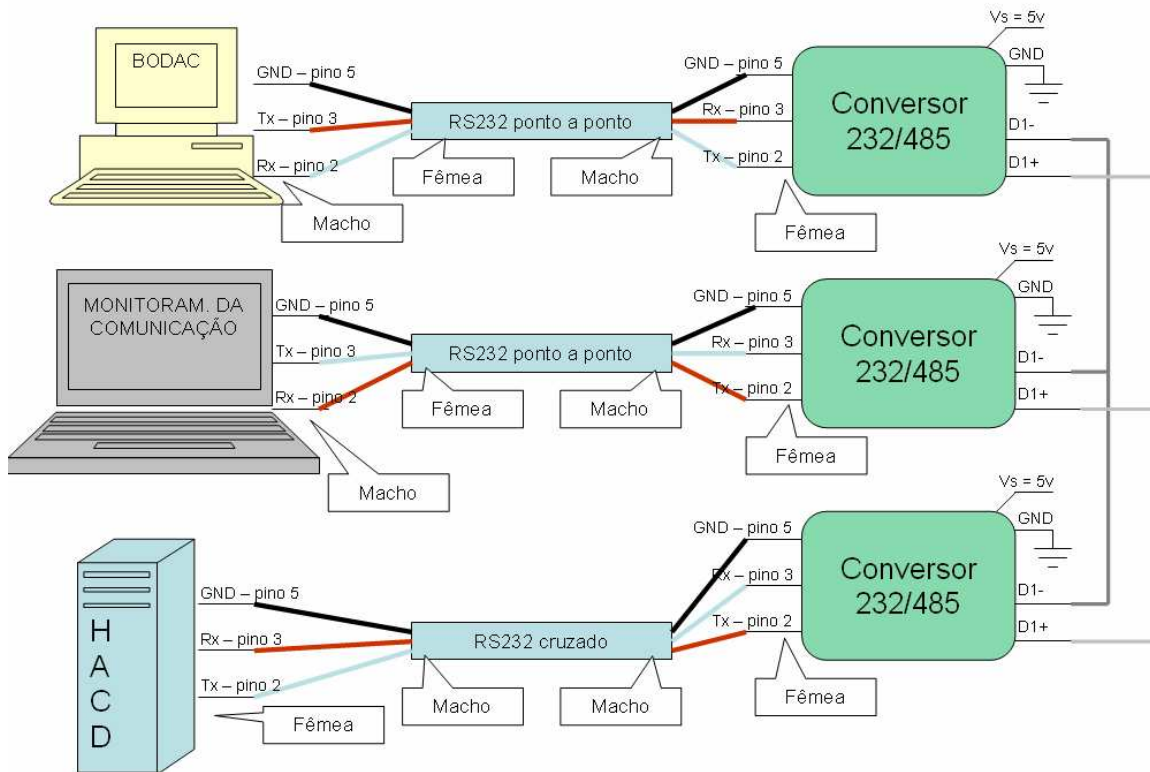 BODAC
GND – pino 5
Tx – pino 3
Rx – pino 2
Macho
RS232 ponto a ponto
Fêmea
Macho
GND – pino 5
Rx – pino 3
Tx – pino 2
Fêmea
Conversor
232/485
Vs = 5v
GND
D1-
D1+
MONITORAM. DA
COMUNICAÇÃO
GND – pino 5
Tx – pino 3
Rx – pino 2
Macho
RS232 ponto a ponto
Fêmea
Macho
GND – pino 5
Rx – pino 3
Tx – pino 2
Fêmea
Conversor
232/485
Vs = 5v
GND
D1-
D1+
H
A
C
D
GND – pino 5
Rx – pino 3
Tx – pino 2
Fêmea
RS232 cruzado
Macho
Macho
GND – pino 5
Rx – pino 3
Tx – pino 2
Fêmea
Conversor
232/485
Vs = 5v
GND
D1-
D1+